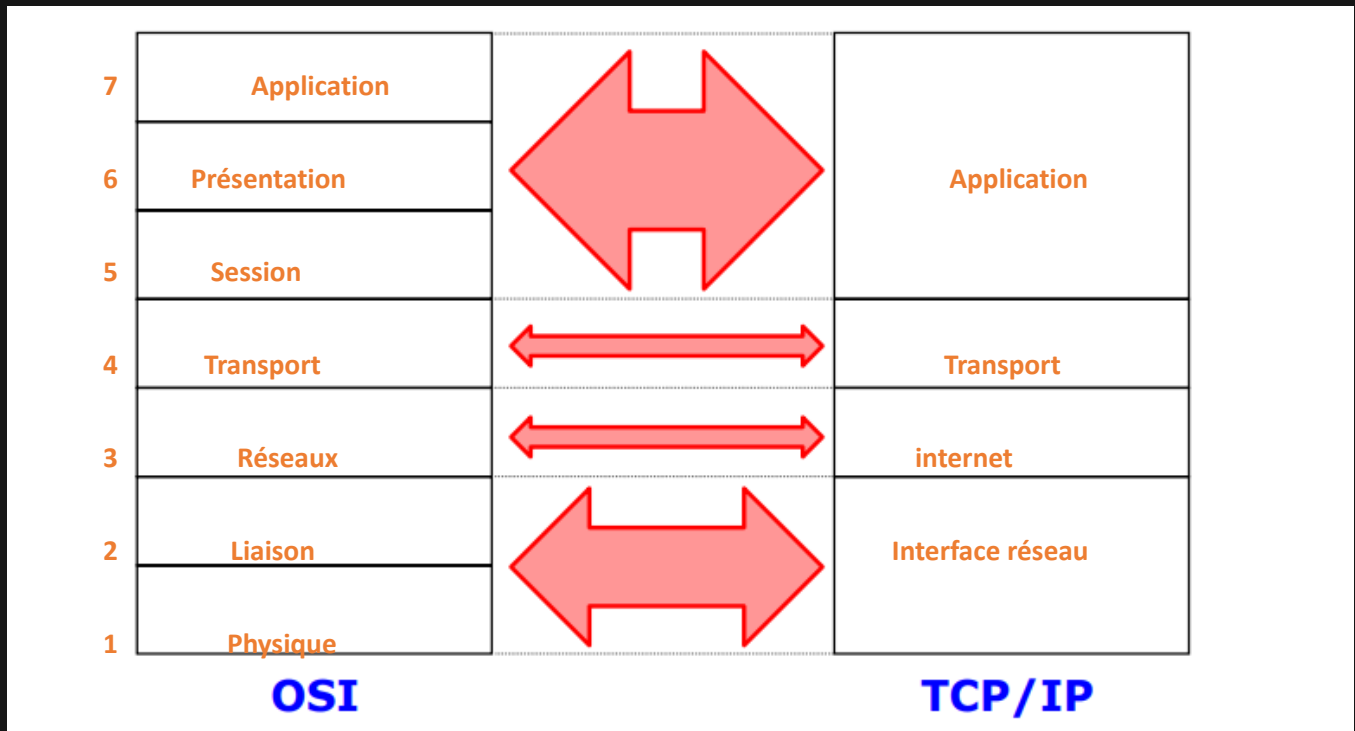 7 Application
6 Présentation Application
5 Session
4 Transport Transport
3 Réseaux internet
2 Liaison Interface réseau
1 Physique
OSI TCP/IP